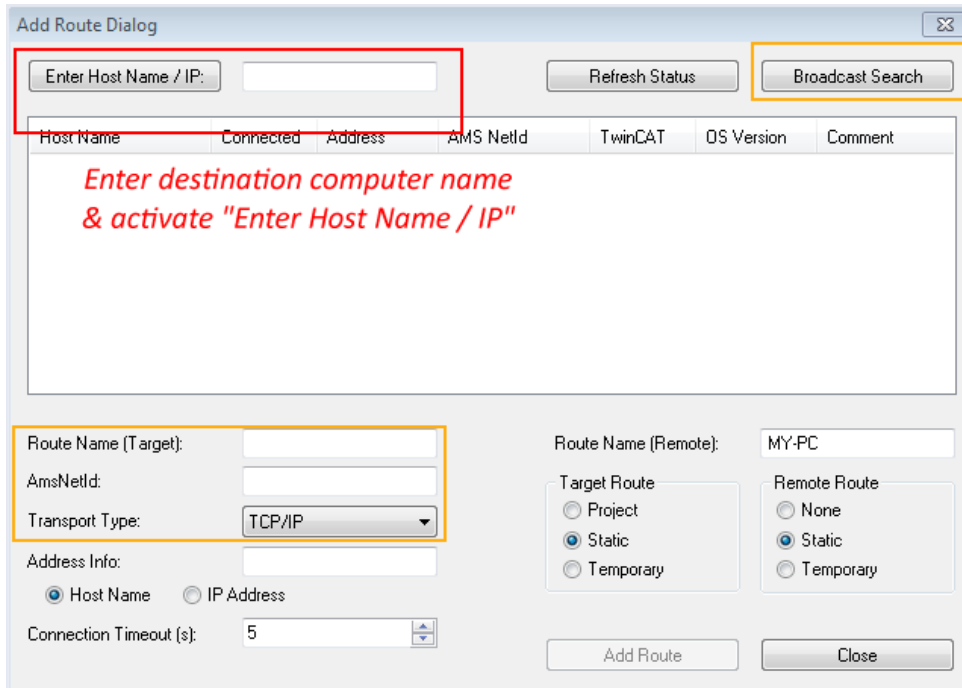 Add Route Dialog
Enter Host Name / IP: Refresh Status Broadcast Search
Host Name Connected Address AMS NetId TwinCAT OS Version Comment
Enter destination computer name
& activate "Enter Host Name / IP"
Route Name (Target): Route Name (Remote): MY-PC
AmsNetId: Target Route Remote Route
Transport Type: TCP/IP Project None
Static Static
Address Info: Temporary Temporary
Host Name IP Address
Connection Timeout (s): 5
Add Route Close